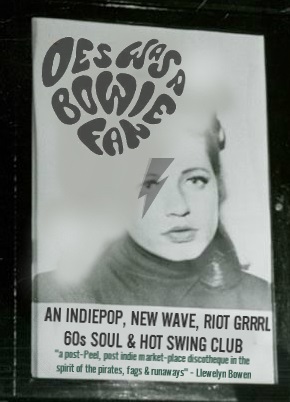 DES WAS A
BOWIE
FAN
AN INDIEPOP, NEW WAVE, RIOT GRRRL
60s SOUL & HOT SWING CLUB
"a post-Peel, post indie market-place discotheque in the
spirit of the pirates, fags & runaways" - Llewelyn Bowen